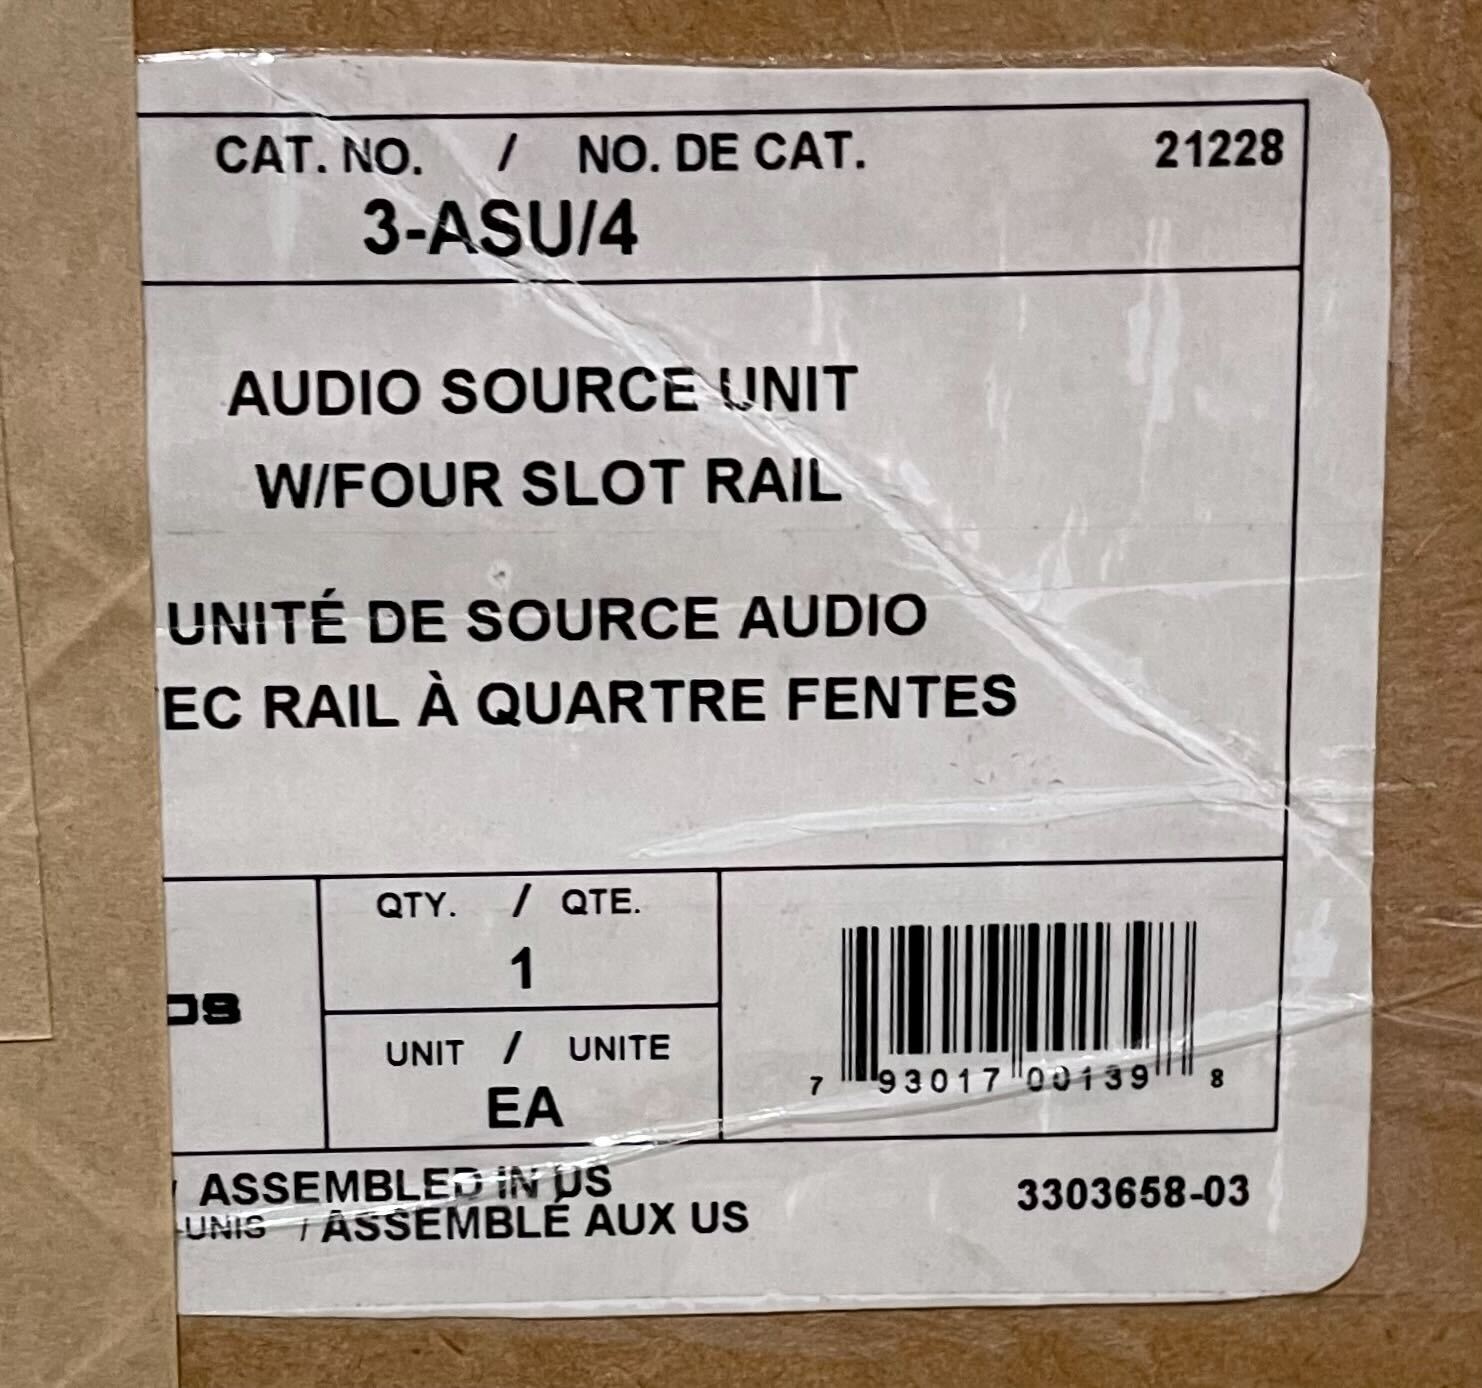 CAT. NO. / NO. DE CAT. 21228
3-ASU/4
AUDIO SOURCE UNIT
W/FOUR SLOT RAIL
UNITÉ DE SOURCE AUDIO
EC RAIL À QUARTRE FENTES
QTY. / QTE.
1
UNIT / UNITE
EA
7 93017 00139 8
ASSEMBLED IN US
-UNIS / ASSEMBLÉ AUX US
3303658-03